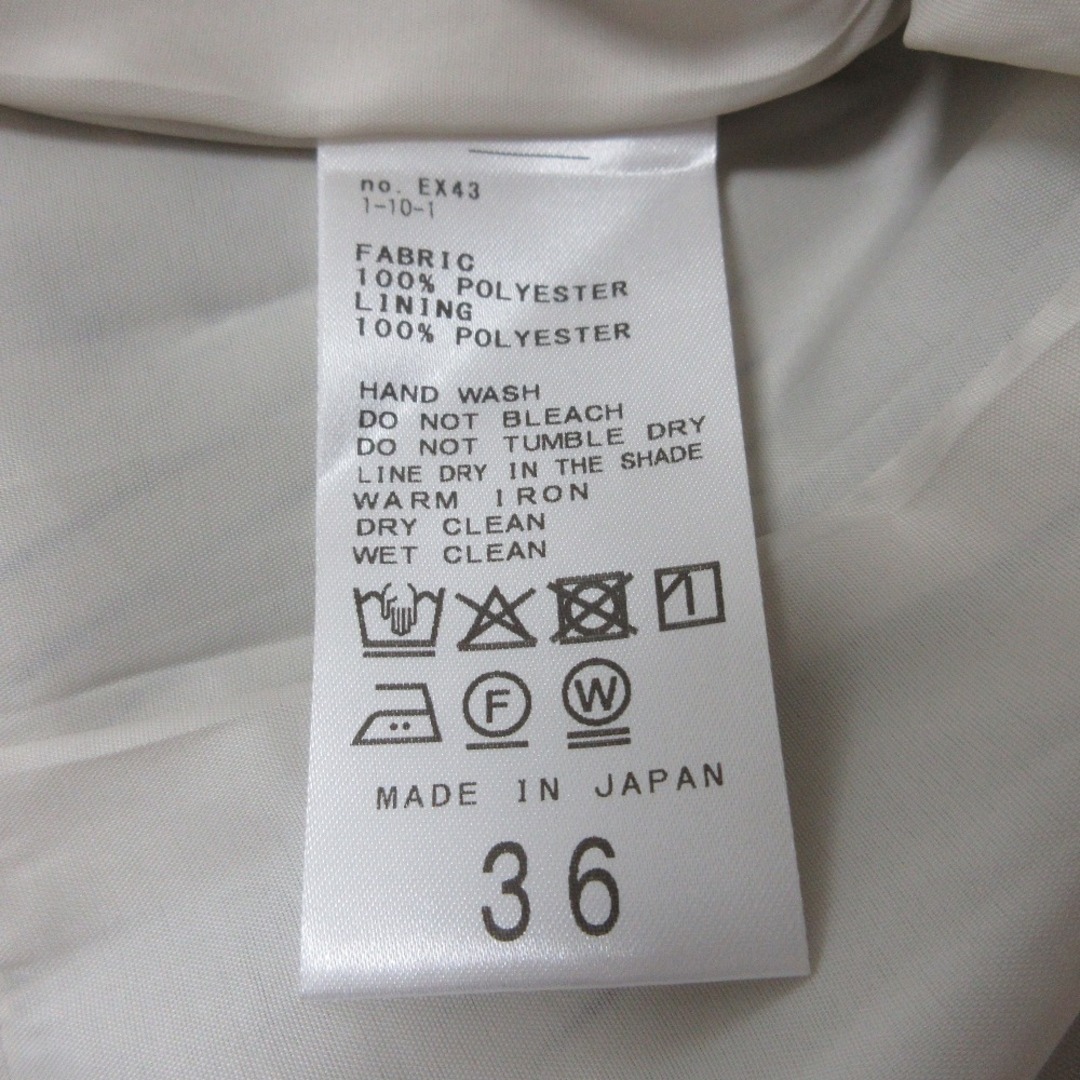 no. EX43
1-10-1
FABRIC
100% POLYESTER
LINING
100% POLYESTER
HAND WASH
DO NOT BLEACH
DO NOT TUMBLE DRY
LINE DRY IN THE SHADE
WARM IRON
DRY CLEAN
WET CLEAN
F W
MADE IN JAPAN
36